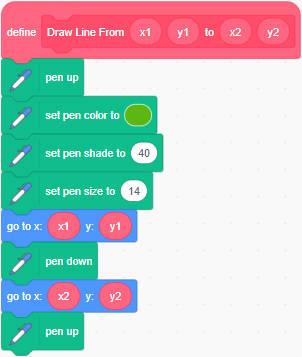 define Draw Line From x1 y1 to x2 y2
pen up
set pen color to
set pen shade to 40
set pen size to 14
go to x: x1 y: y1
pen down
go to x: x2 y: y2
pen up